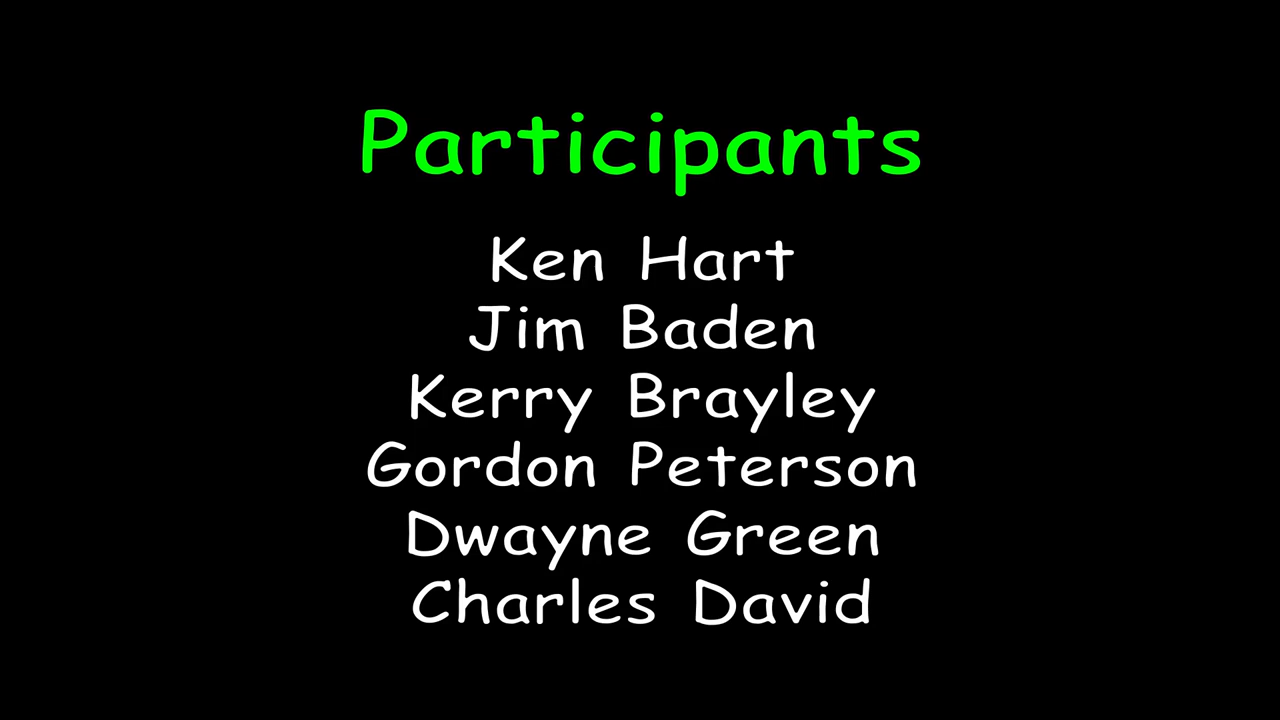 Participants
Ken Hart
Jim Baden
Kerry Brayley
Gordon Peterson
Dwayne Green
Charles David